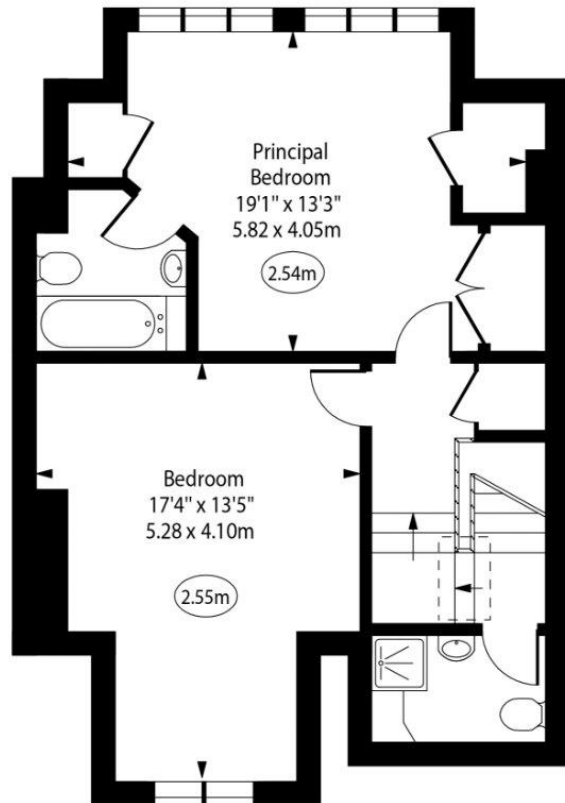 Principal
Bedroom
19'1" x 13'3"
5.82 x 4.05m
2.54m
Bedroom
17'4" x 13'5"
5.28 x 4.10m
2.55m